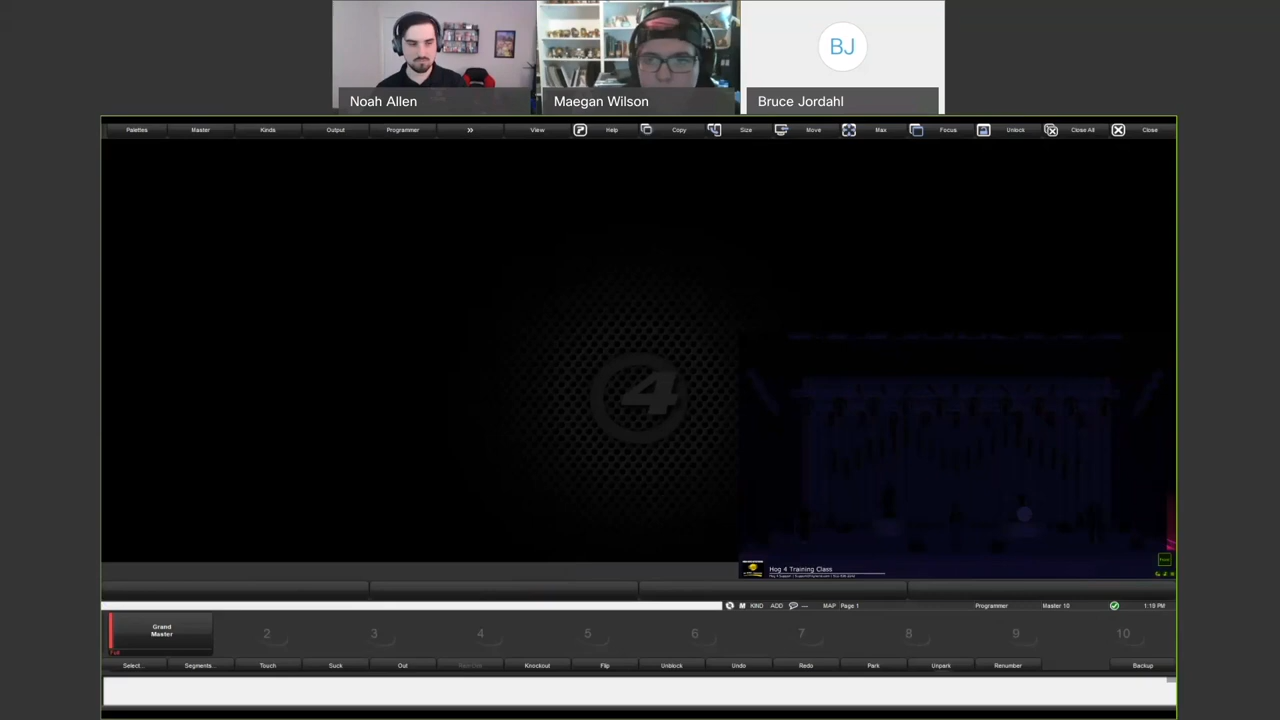 BJ
Noah Allen
Maegan Wilson
Bruce Jordahl
Palettes Master Kinds Output Programmer » View Help Copy Size Move Max Focus Unlock Close All Close
4
Hog 4 Training Class
KIND ADD MAP Page 1 Programmer Master 10 1:19 PM
Grand
Master
2 3 4 5 6 7 8 9 10
Full
Select... Segments... Touch Suck Out Knockout Flip Unblock Undo Redo Park Unpark Renumber Backup